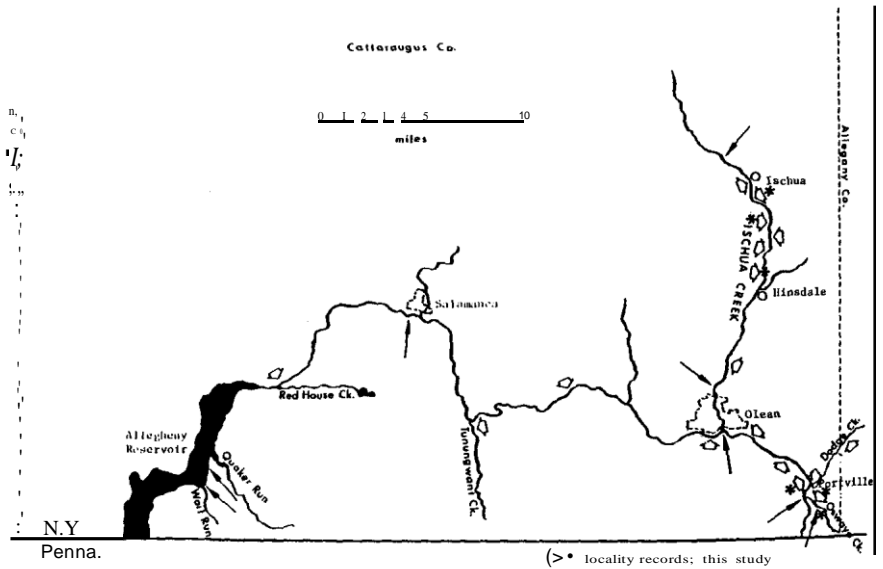 Cattaraugus Co.
0 1 2 1 4 5 10
miles
Allegany Co.
Ischua
ISCHUA CREEK
Hinsdale
Salamanca
Red House Ck.
Olean
Allegheny
Reservoir
Tunungwant Ck.
Dodge Ck.
Quaker Run
Portville
Wolf Run
N.Y
Penna.
locality records; this study